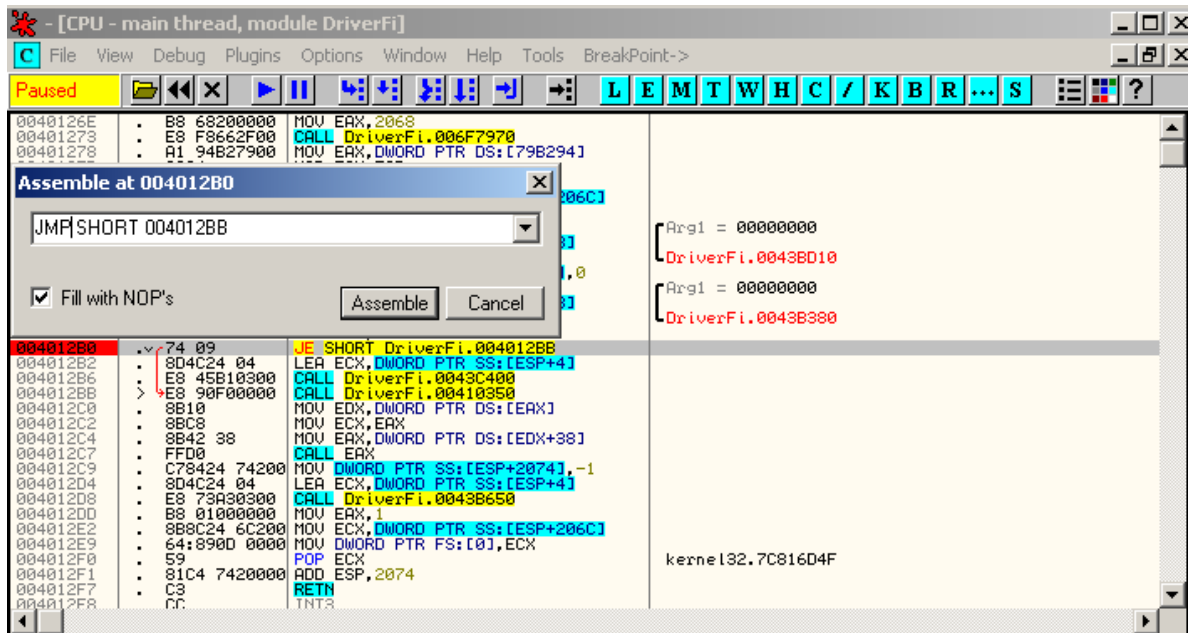 - [CPU - main thread, module DriverFi]
C File View Debug Plugins Options Window Help Tools BreakPoint->
Paused L E M T W H C / K B R ... S ?
0040126E . B8 68200000 MOV EAX,2068
00401273 . E8 F8662F00 CALL DriverFi.006F7970
00401278 . A1 94B27900 MOV EAX,DWORD PTR DS:[79B294]
Assemble at 004012B0
206C]
JMP SHORT 004012BB
Arg1 = 00000000
DriverFi.0043BD10
],0
Arg1 = 00000000
Fill with NOP's Assemble Cancel
DriverFi.0043B380
004012B0 .v 74 09 JE SHORT DriverFi.004012BB
004012B2 . 8D4C24 04 LEA ECX,DWORD PTR SS:[ESP+4]
004012B6 . E8 45B10300 CALL DriverFi.0043C400
004012BB > E8 90F00000 CALL DriverFi.00410350
004012C0 . 8B10 MOV EDX,DWORD PTR DS:[EAX]
004012C2 . 8BC8 MOV ECX,EAX
004012C4 . 8B42 38 MOV EAX,DWORD PTR DS:[EDX+38]
004012C7 . FFD0 CALL EAX
004012C9 . C78424 74200 MOV DWORD PTR SS:[ESP+2074],-1
004012D4 . 8D4C24 04 LEA ECX,DWORD PTR SS:[ESP+4]
004012D8 . E8 73A30300 CALL DriverFi.0043B650
004012DD . B8 01000000 MOV EAX,1
004012E2 . 8B8C24 6C200 MOV ECX,DWORD PTR SS:[ESP+206C]
004012E9 . 64:890D 0000 MOV DWORD PTR FS:[0],ECX
004012F0 . 59 POP ECX kernel32.7C816D4F
004012F1 . 81C4 7420000 ADD ESP,2074
004012F7 . C3 RETN
004012F8 CC INT3